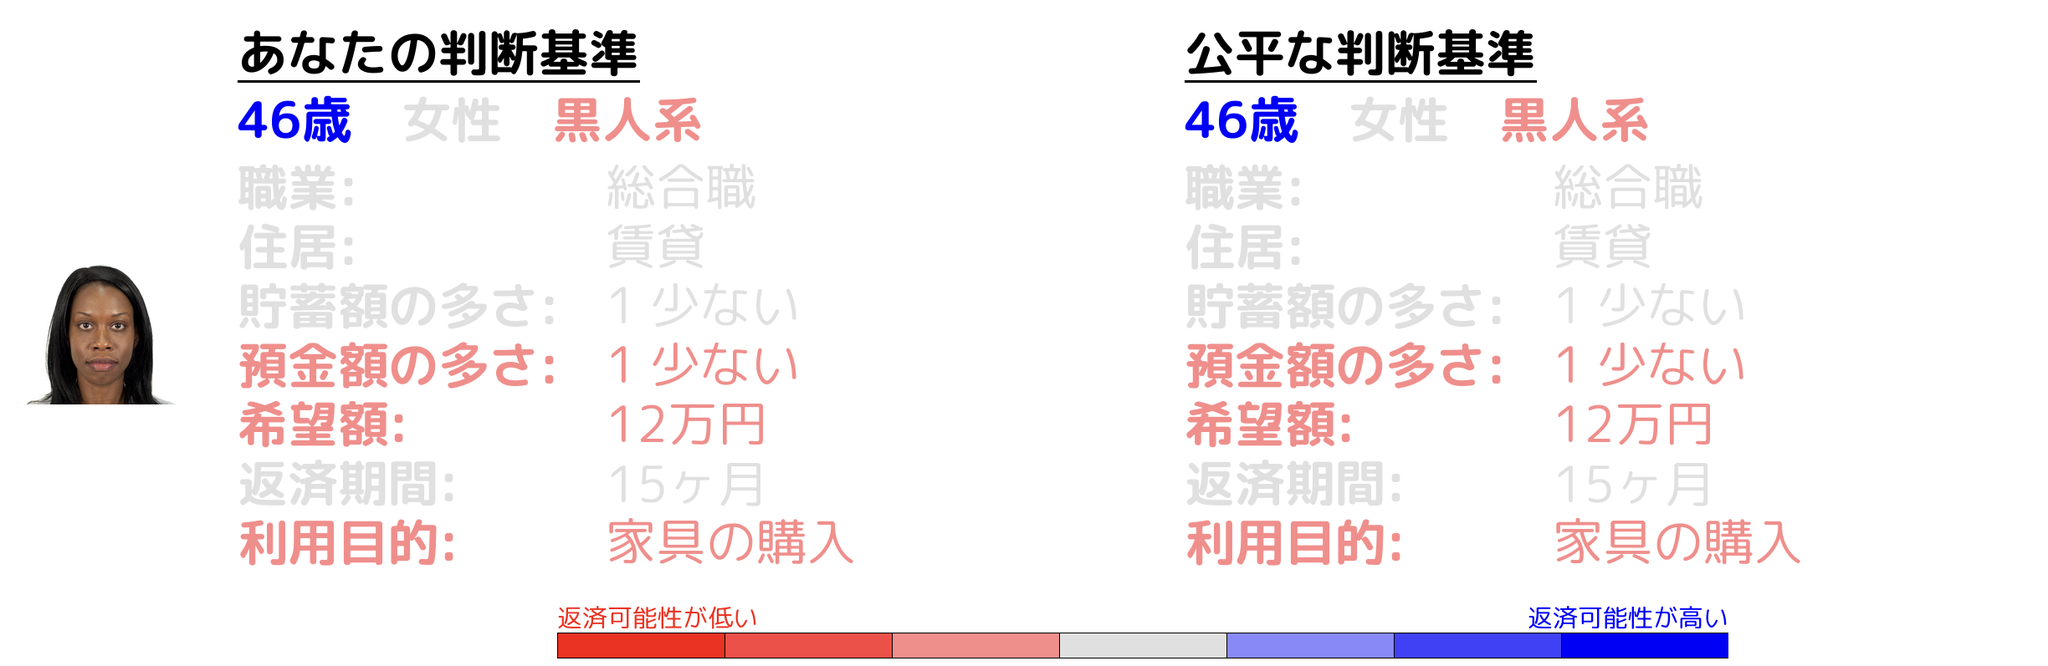 あなたの判断基準
46歳 女性 黒人系
職業: 総合職
住居: 賃貸
貯蓄額の多さ: 1 少ない
預金額の多さ: 1 少ない
希望額: 12万円
返済期間: 15ヶ月
利用目的: 家具の購入
公平な判断基準
46歳 女性 黒人系
職業: 総合職
住居: 賃貸
貯蓄額の多さ: 1 少ない
預金額の多さ: 1 少ない
希望額: 12万円
返済期間: 15ヶ月
利用目的: 家具の購入
返済可能性が低い
返済可能性が高い